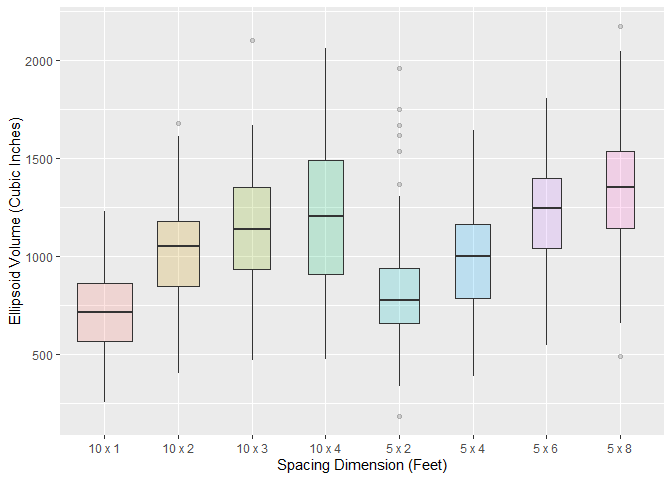 Ellipsoid Volume (Cubic Inches)
2000
1500
1000
500
10 x 1 10 x 2 10 x 3 10 x 4 5 x 2 5 x 4 5 x 6 5 x 8
Spacing Dimension (Feet)